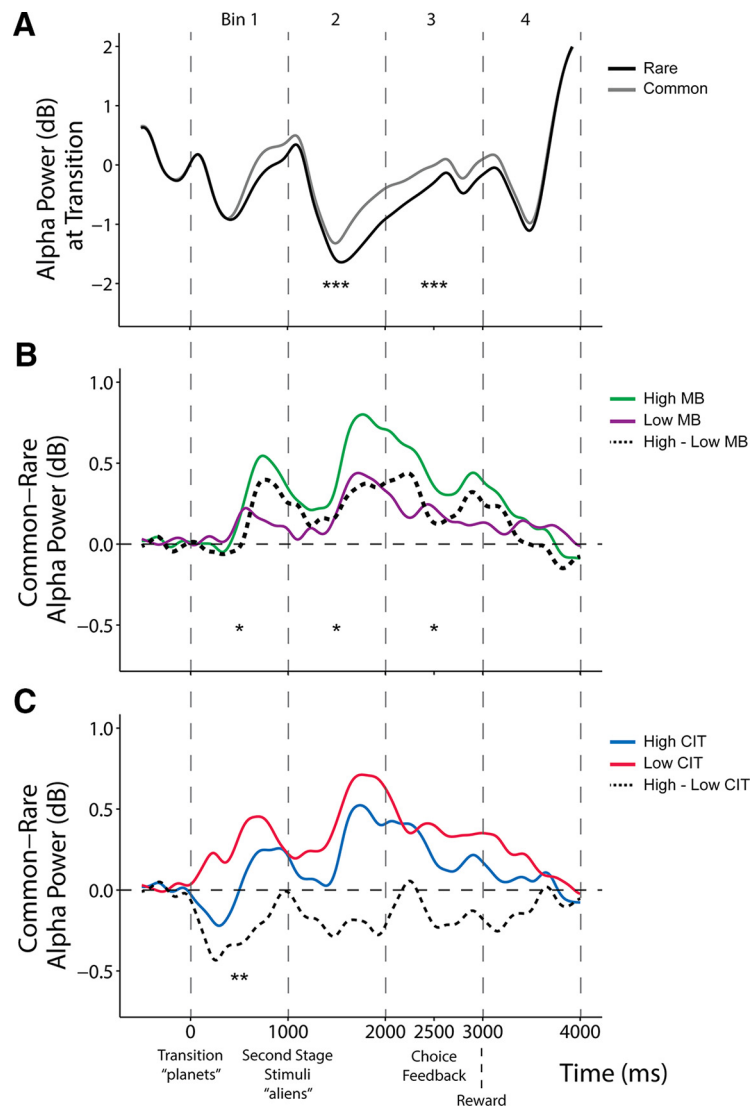 A
Bin 1
2
3
4
2
1
0
−1
−2
Alpha Power (dB)
at Transition
Rare
Common
***
***
B
1.0
0.5
0.0
−0.5
Common−Rare
Alpha Power (dB)
High MB
Low MB
High - Low MB
*
*
*
C
1.0
0.5
0.0
−0.5
Common−Rare
Alpha Power (dB)
High CIT
Low CIT
High - Low CIT
**
0
1000
2000
2500
3000
4000
Transition
"planets"
Second Stage
Stimuli
"aliens"
Choice
Feedback
Reward
Time (ms)